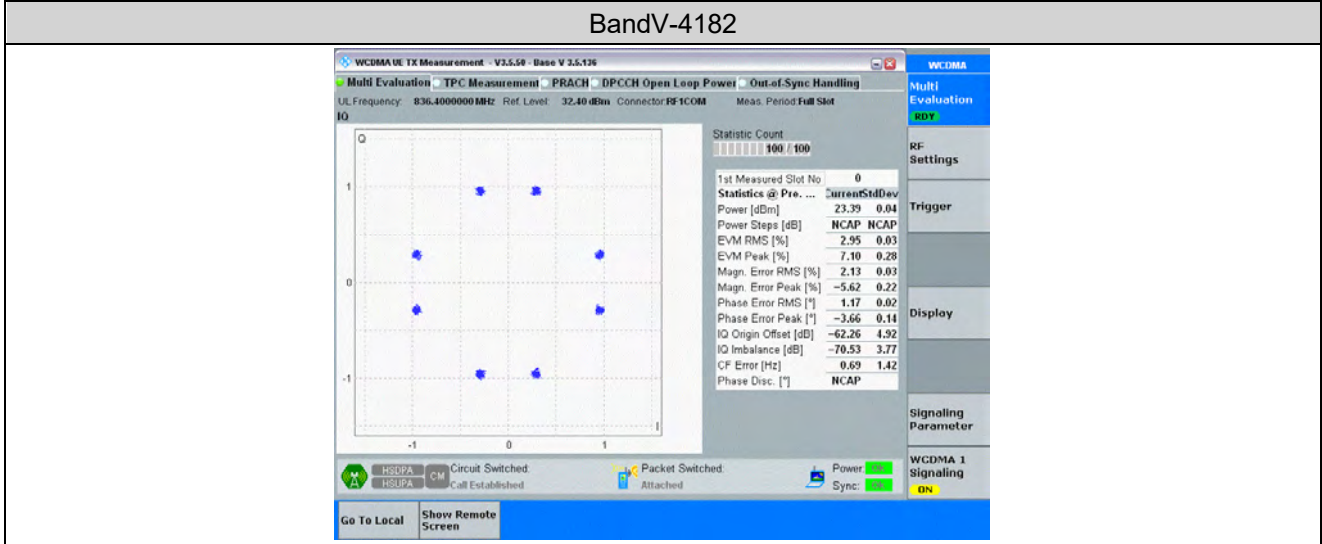 BandV-4182
WCDMA UE TX Measurement - V3.5.50 - Base V 3.5.136
Multi Evaluation TPC Measurement PRACH DPCCH Open Loop Power Out-of-Sync Handling
UL Frequency: 836.4000000 MHz Ref. Level: 32.40 dBm Connector: RF1COM Meas. Period: Full Slot
IQ
Q
1
0
-1
I
-1 0 1
Statistic Count
100 / 100
1st Measured Slot No 0
Statistics @ Pre. ... Current StdDev
Power [dBm] 23.39 0.04
Power Steps [dB] NCAP NCAP
EVM RMS [%] 2.95 0.03
EVM Peak [%] 7.10 0.28
Magn. Error RMS [%] 2.13 0.03
Magn. Error Peak [%] -5.62 0.22
Phase Error RMS [°] 1.17 0.02
Phase Error Peak [°] -3.66 0.14
IQ Origin Offset [dB] -62.26 4.92
IQ Imbalance [dB] -70.53 3.77
CF Error [Hz] 0.69 1.42
Phase Disc. [°] NCAP
HSDPA
HSUPA
CM
Circuit Switched:
Call Established
Packet Switched:
Attached
Power: OK
Sync: OK
WCDMA
Multi
Evaluation
RDY
RF
Settings
Trigger
Display
Signaling
Parameter
WCDMA 1
Signaling
ON
Go To Local
Show Remote
Screen